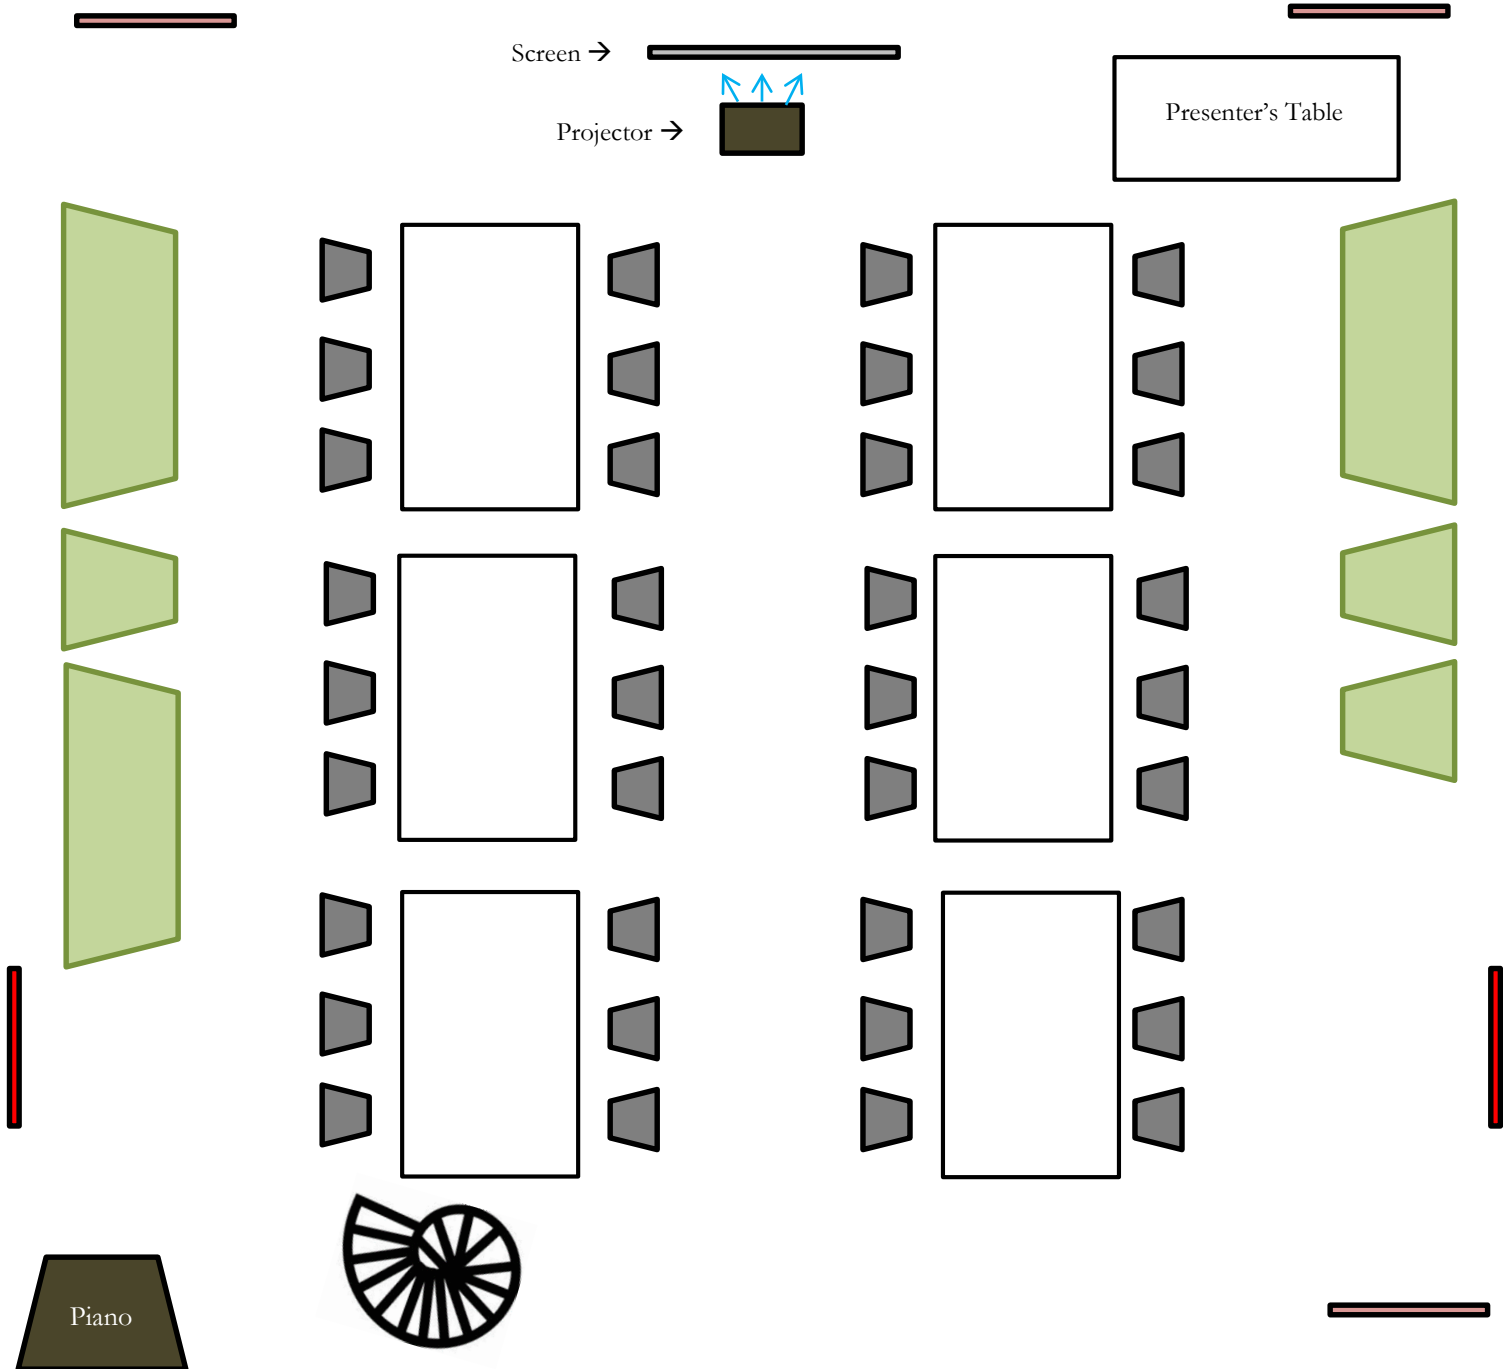 Screen →
Projector →
Presenter’s Table
Piano